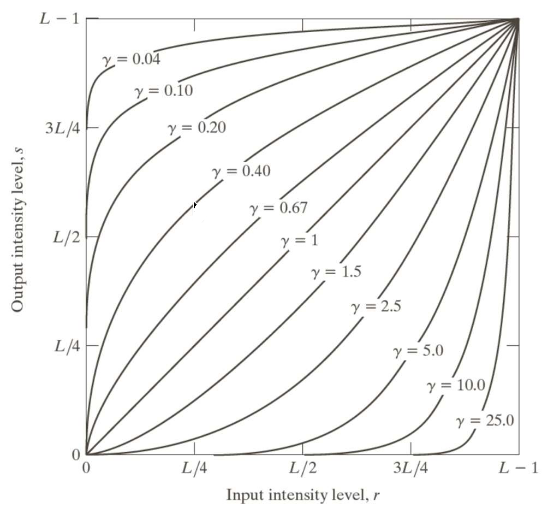 L − 1
γ = 0.04
γ = 0.10
3L/4
γ = 0.20
γ = 0.40
γ = 0.67
L/2
γ = 1
γ = 1.5
γ = 2.5
L/4
γ = 5.0
γ = 10.0
γ = 25.0
0
0
L/4
L/2
3L/4
L − 1
Input intensity level, r
Output intensity level, s